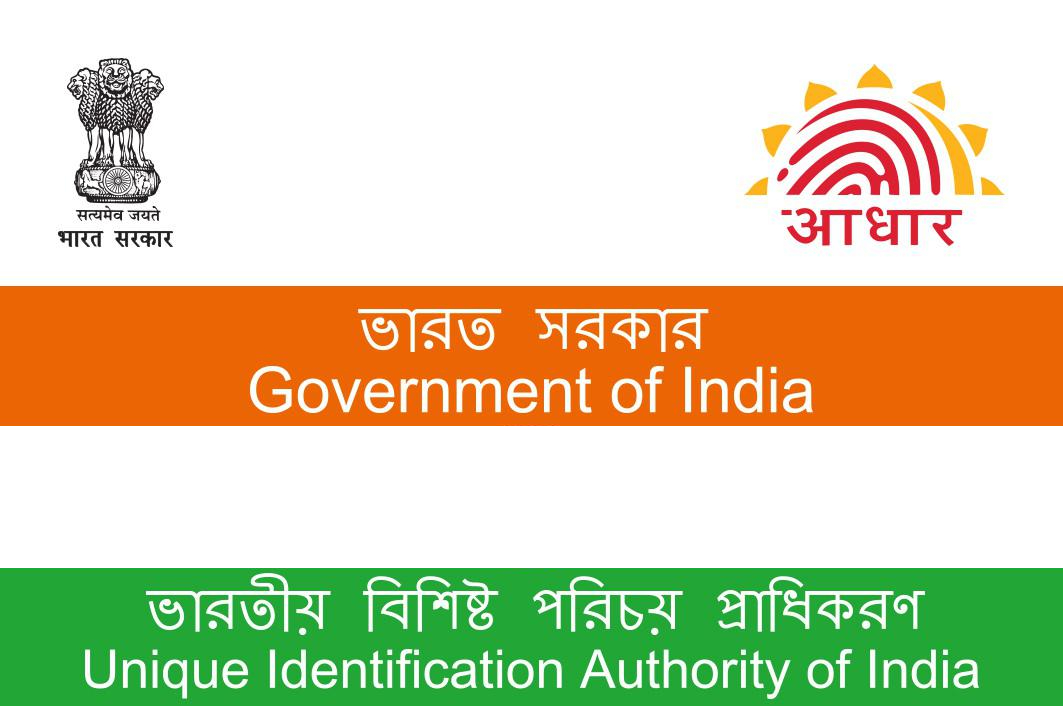 सत्यमेव जयते
भारत सरकार
आधार
ভারত সরকার
Government of India
ভারতীয় বিশিষ্ট পরিচয় প্রাধিকরণ
Unique Identification Authority of India